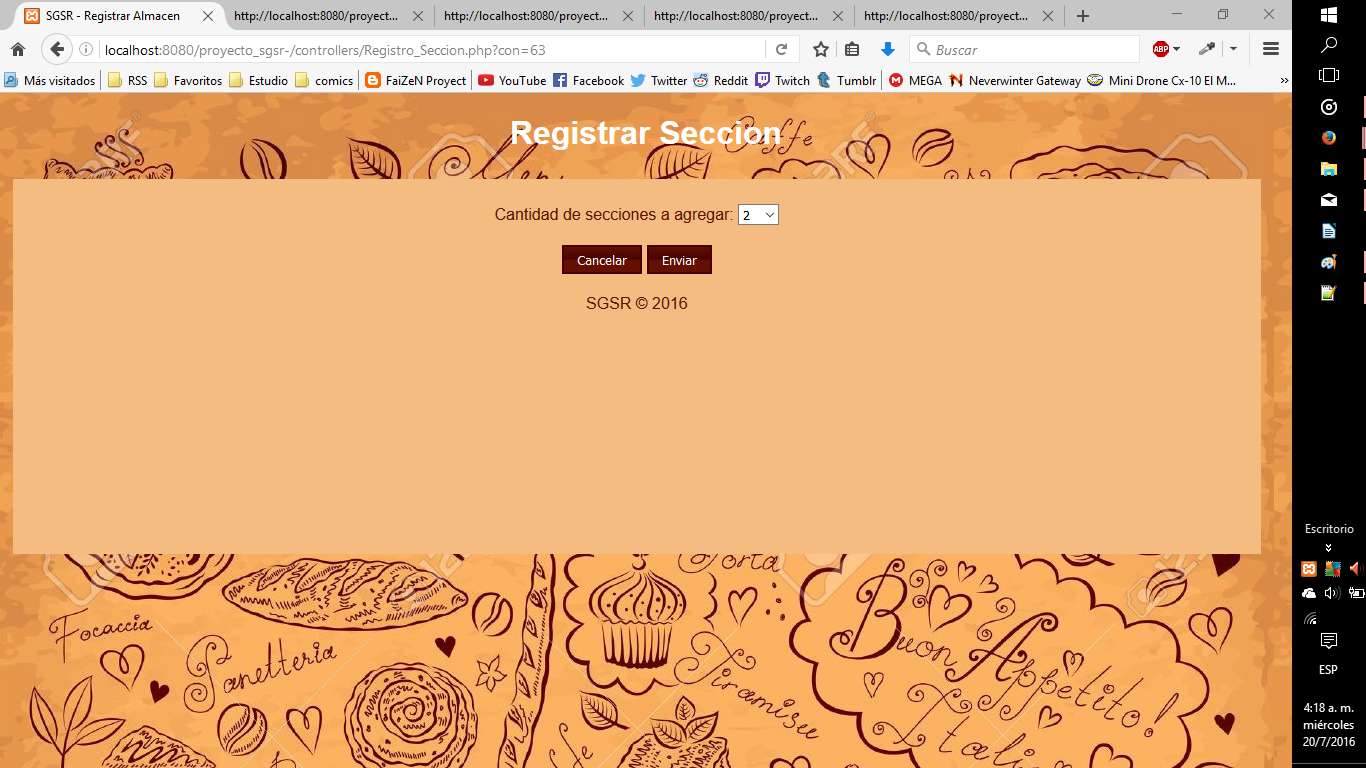 SGSR - Registrar Almacen
http://localhost:8080/proyect...
http://localhost:8080/proyect...
http://localhost:8080/proyect...
http://localhost:8080/proyect...
localhost:8080/proyecto_sgsr-/controllers/Registro_Seccion.php?con=63
Buscar
ABP
Más visitados
RSS
Favoritos
Estudio
comics
FaiZeN Proyect
YouTube
Facebook
Twitter
Reddit
Twitch
Tumblr
MEGA
Neverwinter Gateway
Mini Drone Cx-10 El M...
Registrar Sección
Caffe
Cantidad de secciones a agregar: 2
Cancelar
Enviar
SGSR © 2016
Torta
Focaccia
Panetteria
Tiramisu
Buon Appetito!
Escritorio
ESP
4:18 a. m.
miércoles
20/7/2016